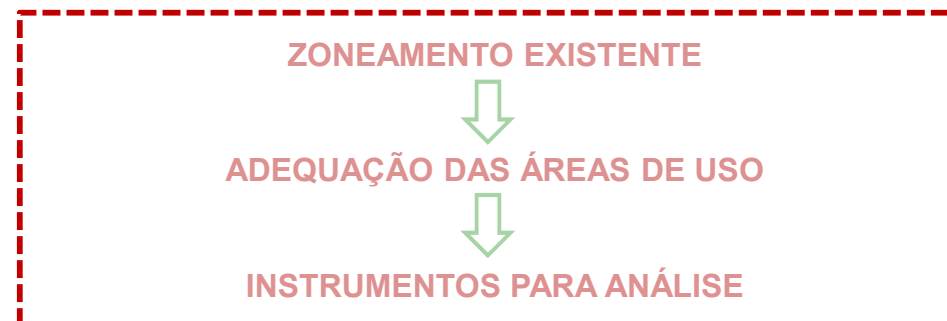 ZONEAMENTO EXISTENTE
ADEQUAÇÃO DAS ÁREAS DE USO
INSTRUMENTOS PARA ANÁLISE